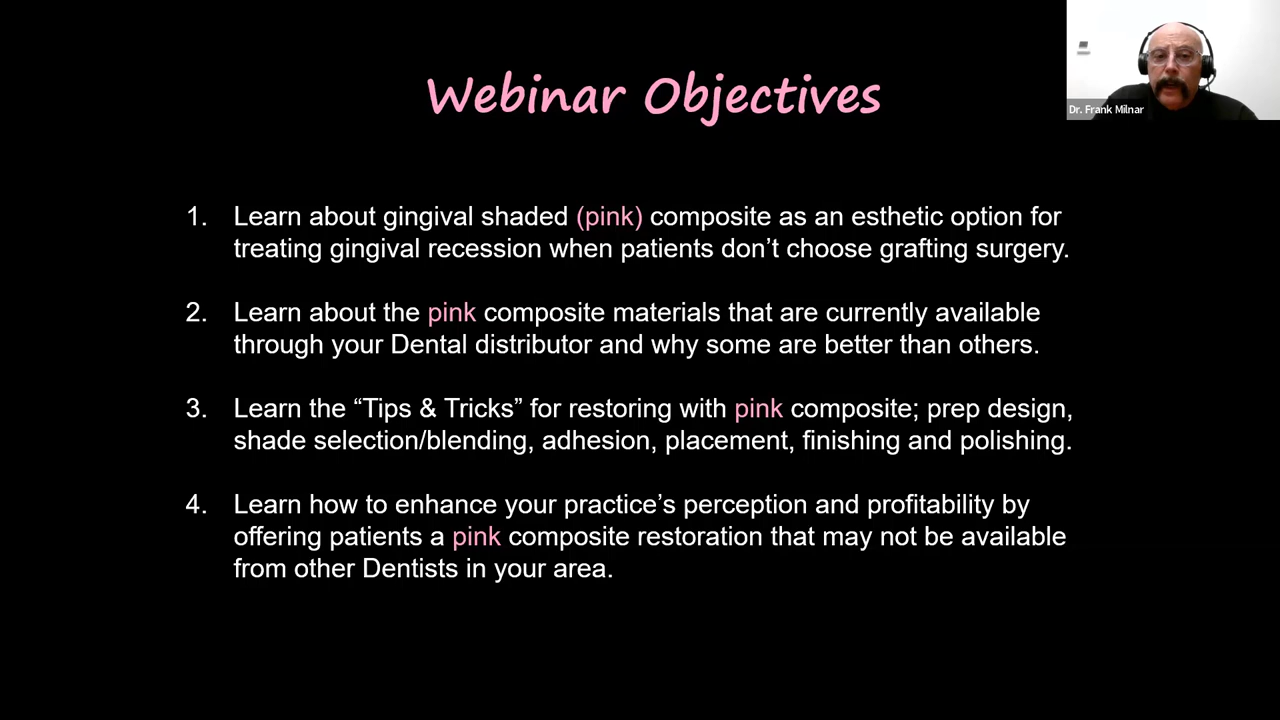 Webinar Objectives
Dr. Frank Milnar
1. Learn about gingival shaded (pink) composite as an esthetic option for
treating gingival recession when patients don’t choose grafting surgery.
2. Learn about the pink composite materials that are currently available
through your Dental distributor and why some are better than others.
3. Learn the “Tips & Tricks” for restoring with pink composite; prep design,
shade selection/blending, adhesion, placement, finishing and polishing.
4. Learn how to enhance your practice’s perception and profitability by
offering patients a pink composite restoration that may not be available
from other Dentists in your area.